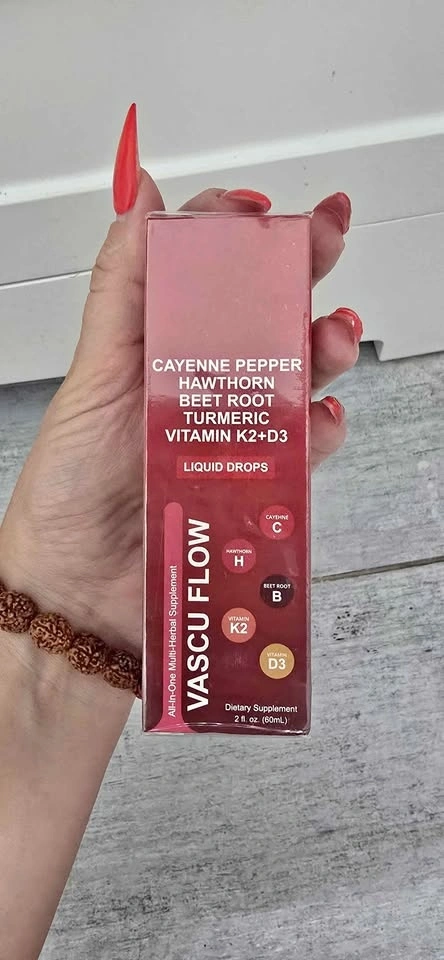 CAYENNE PEPPER
HAWTHORN
BEET ROOT
TURMERIC
VITAMIN K2+D3
LIQUID DROPS
All-In-One Multi-Herbal Supplement
VASCU FLOW
CAYENNE
C
HAWTHORN
H
BEET ROOT
B
VITAMIN
K2
VITAMIN
D3
Dietary Supplement
2 fl. oz. (60mL)